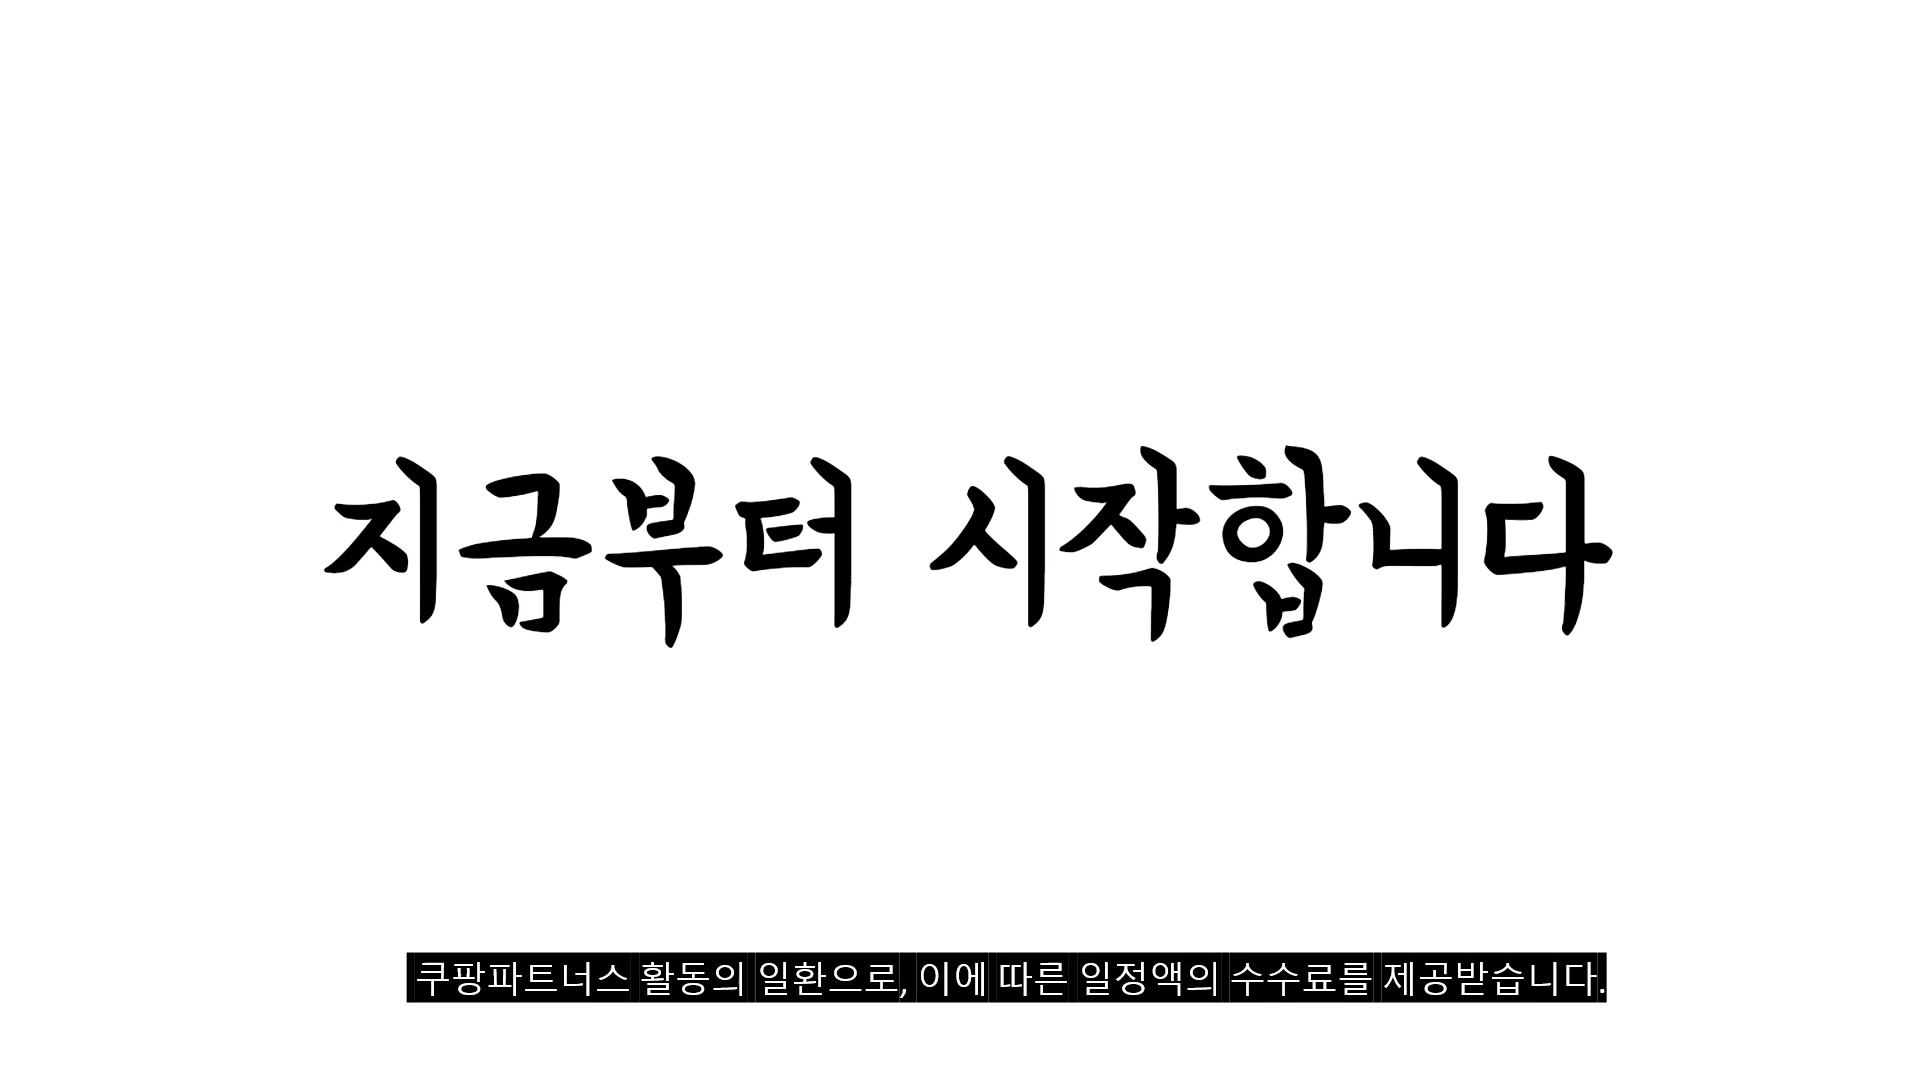 지금부터 시작합니다
쿠팡파트너스 활동의 일환으로, 이에 따른 일정액의 수수료를 제공받습니다.